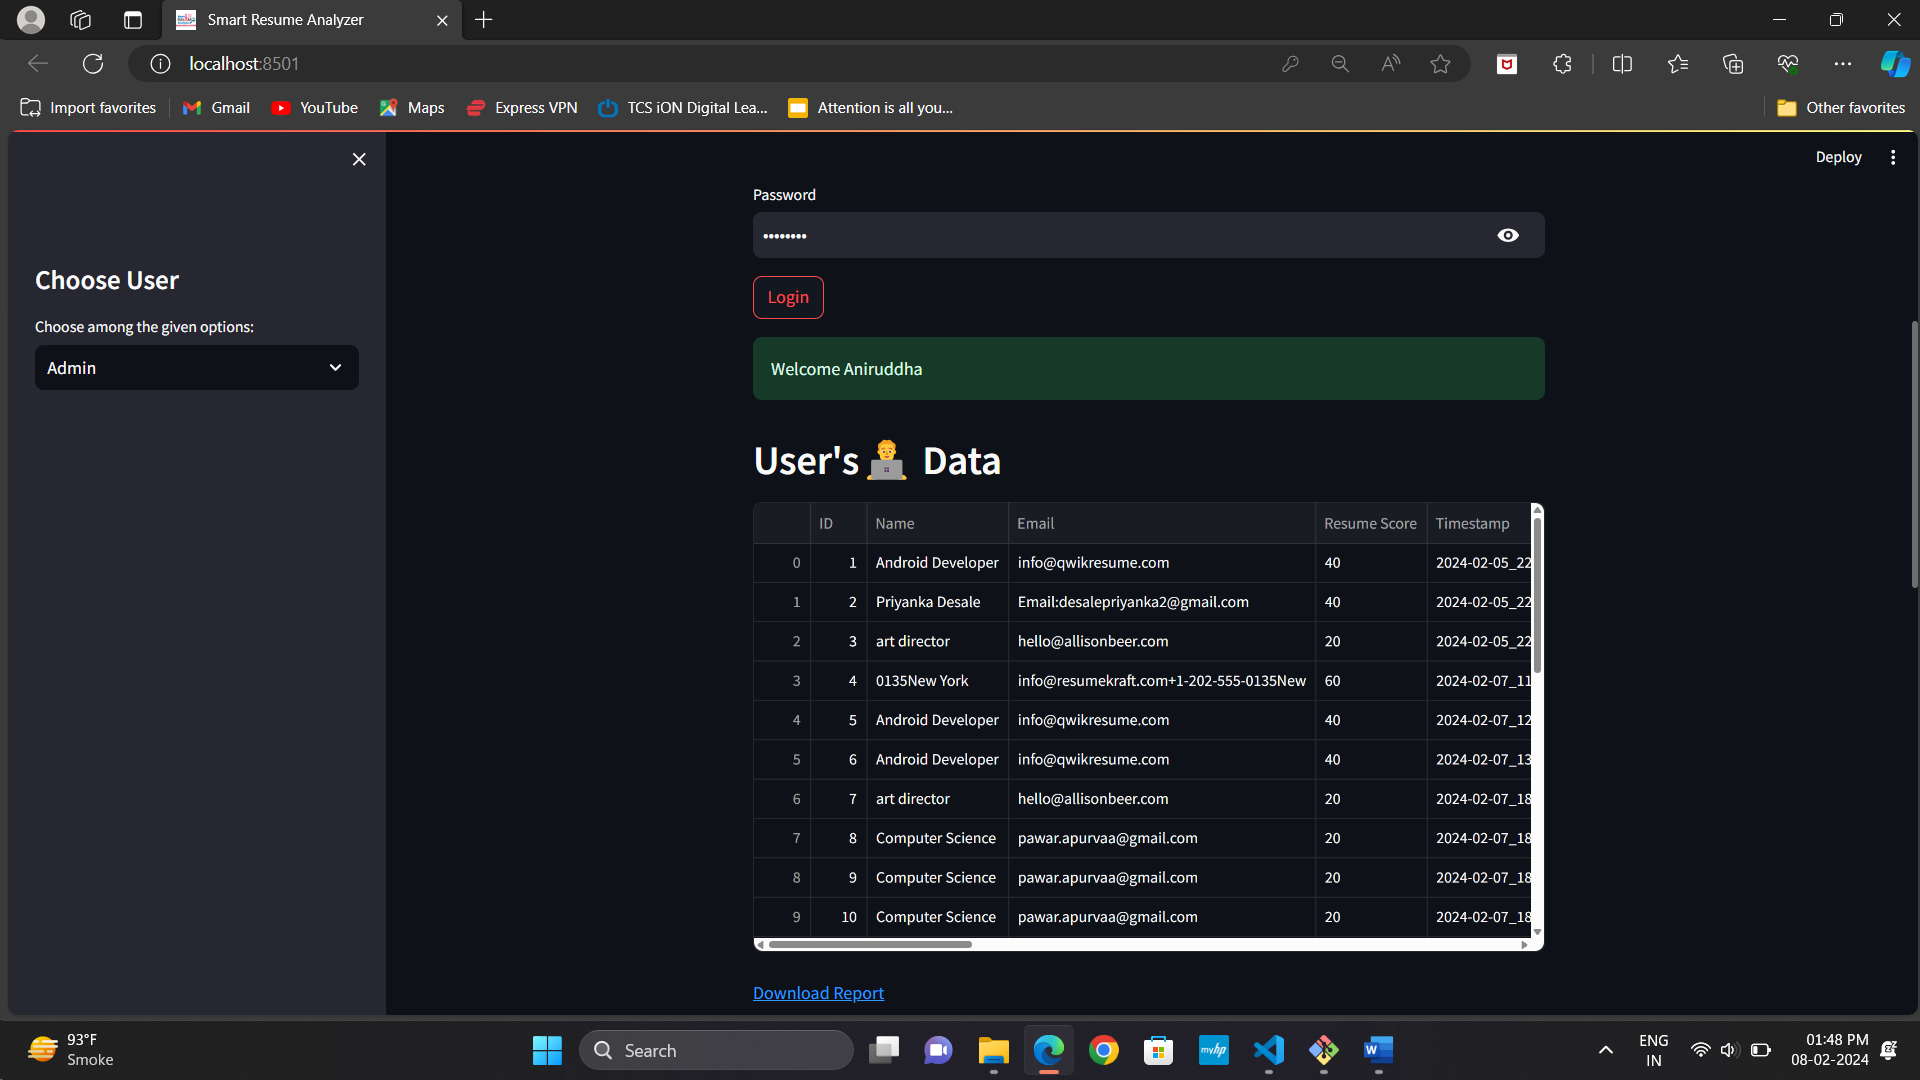 Smart Resume Analyzer
localhost:8501
Import favorites
Gmail
YouTube
Maps
Express VPN
TCS iON Digital Lea...
Attention is all you...
Other favorites
Deploy
Choose User
Choose among the given options:
Admin
Password
••••••••
Login
Welcome Aniruddha
User's Data
ID Name Email Resume Score Timestamp
0 1 Android Developer info@qwikresume.com 40 2024-02-05_22
1 2 Priyanka Desale Email:desalepriyanka2@gmail.com 40 2024-02-05_22
2 3 art director hello@allisonbeer.com 20 2024-02-05_22
3 4 0135New York info@resumekraft.com+1-202-555-0135New 60 2024-02-07_11
4 5 Android Developer info@qwikresume.com 40 2024-02-07_12
5 6 Android Developer info@qwikresume.com 40 2024-02-07_13
6 7 art director hello@allisonbeer.com 20 2024-02-07_18
7 8 Computer Science pawar.apurvaa@gmail.com 20 2024-02-07_18
8 9 Computer Science pawar.apurvaa@gmail.com 20 2024-02-07_18
9 10 Computer Science pawar.apurvaa@gmail.com 20 2024-02-07_18
Download Report
93°F
Smoke
Search
myhp
W
ENG
IN
01:48 PM
08-02-2024